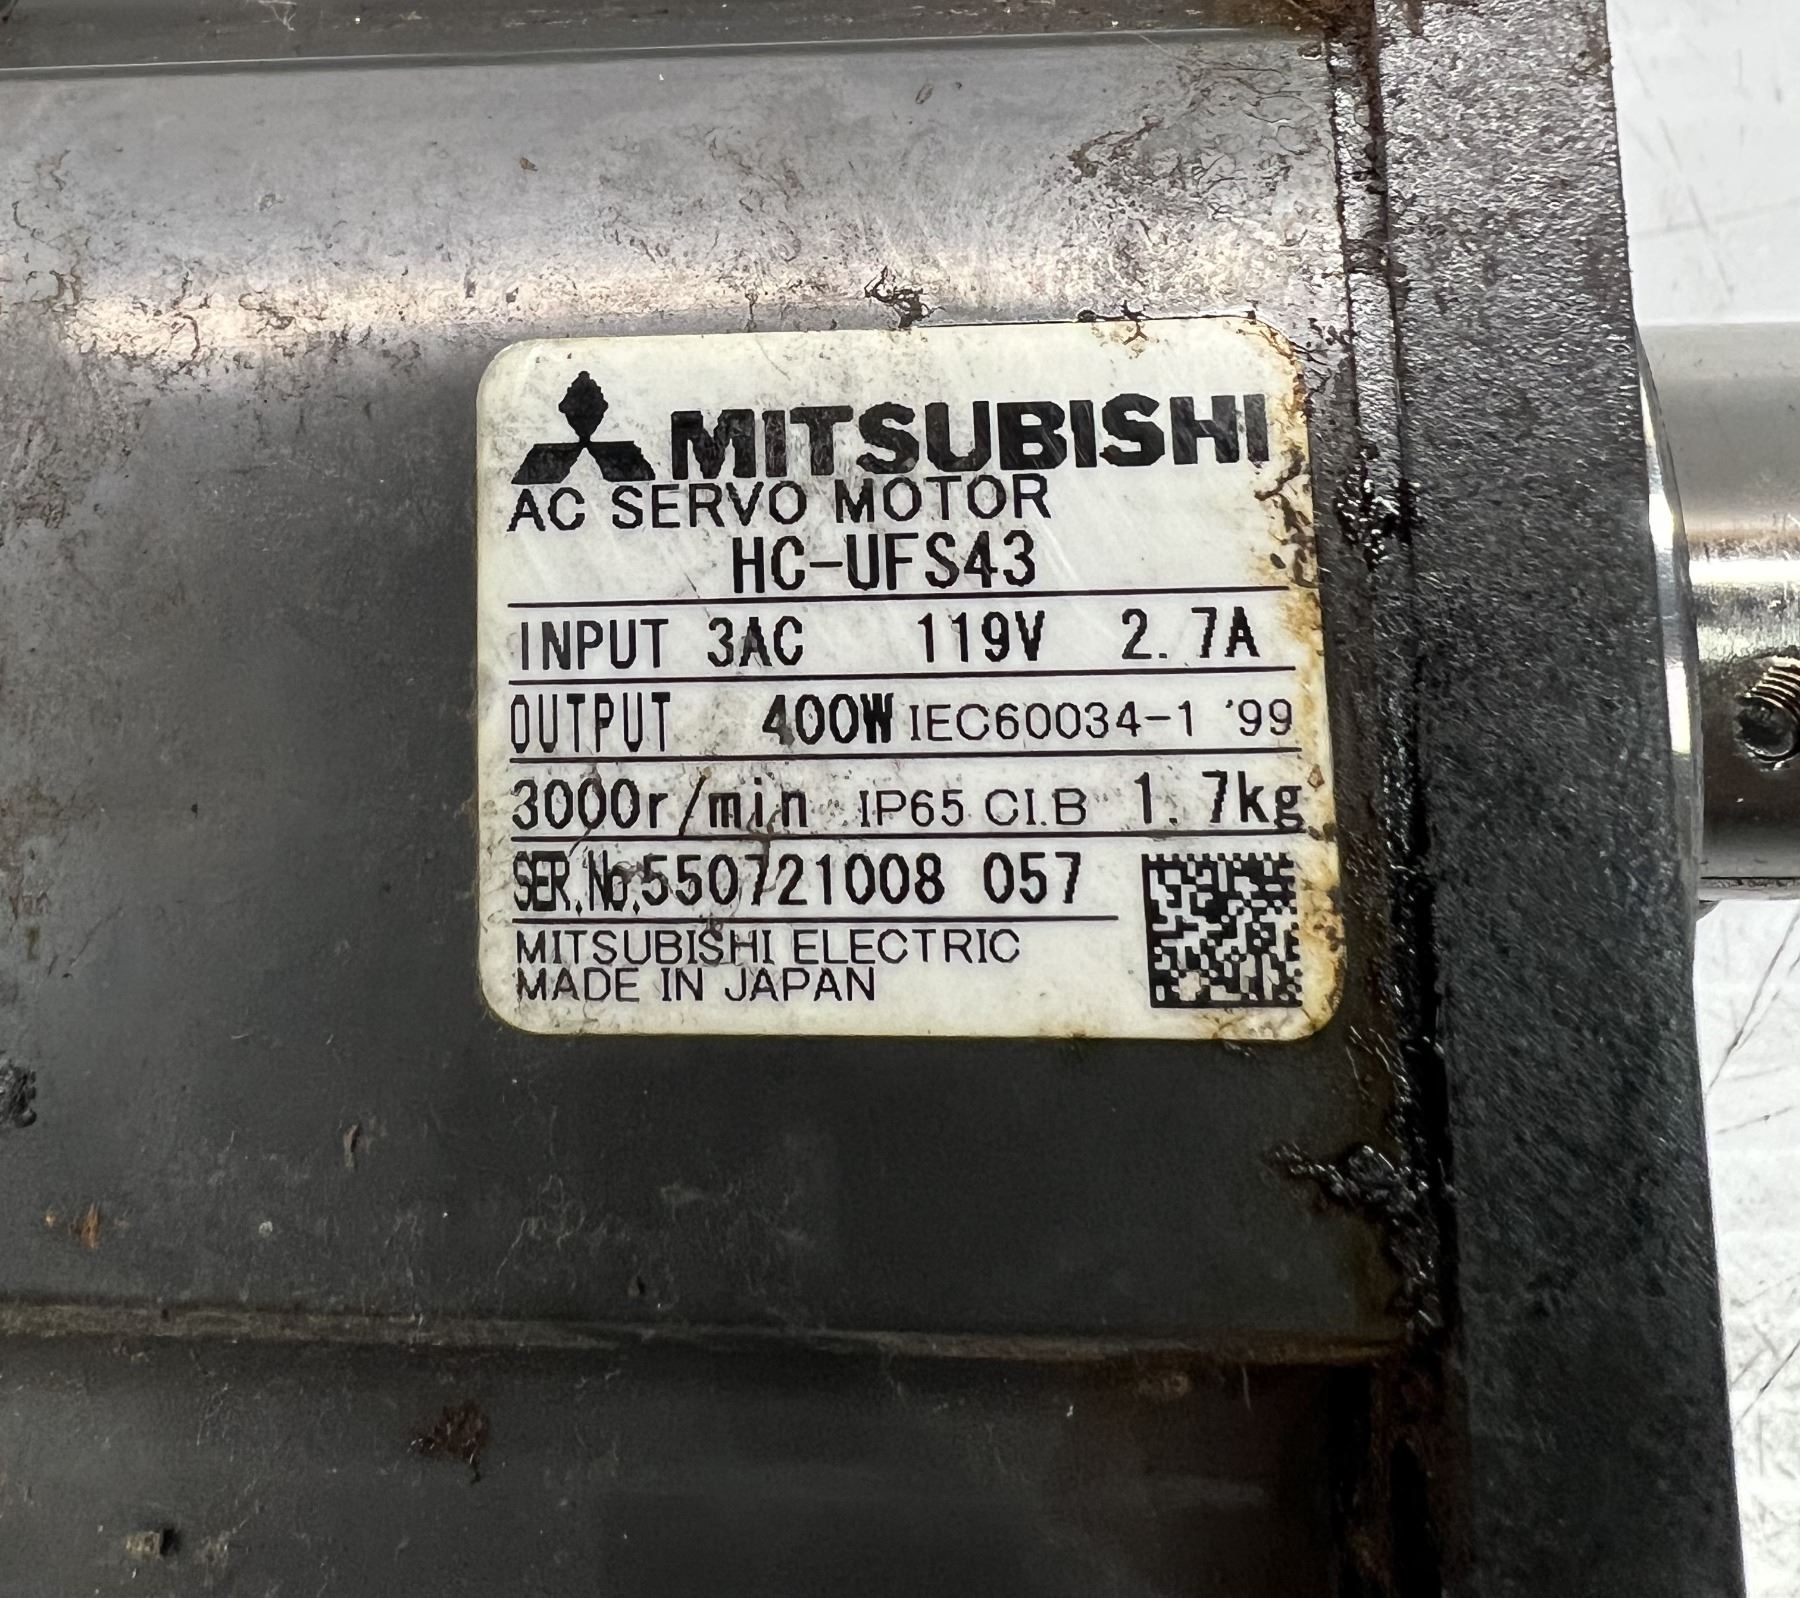 MITSUBISHI
AC SERVO MOTOR
HC-UFS43
INPUT 3AC 119V 2.7A
OUTPUT 400W IEC60034-1 '99
3000r/min IP65 CI.B 1.7kg
SER.No.550721008 057
MITSUBISHI ELECTRIC
MADE IN JAPAN